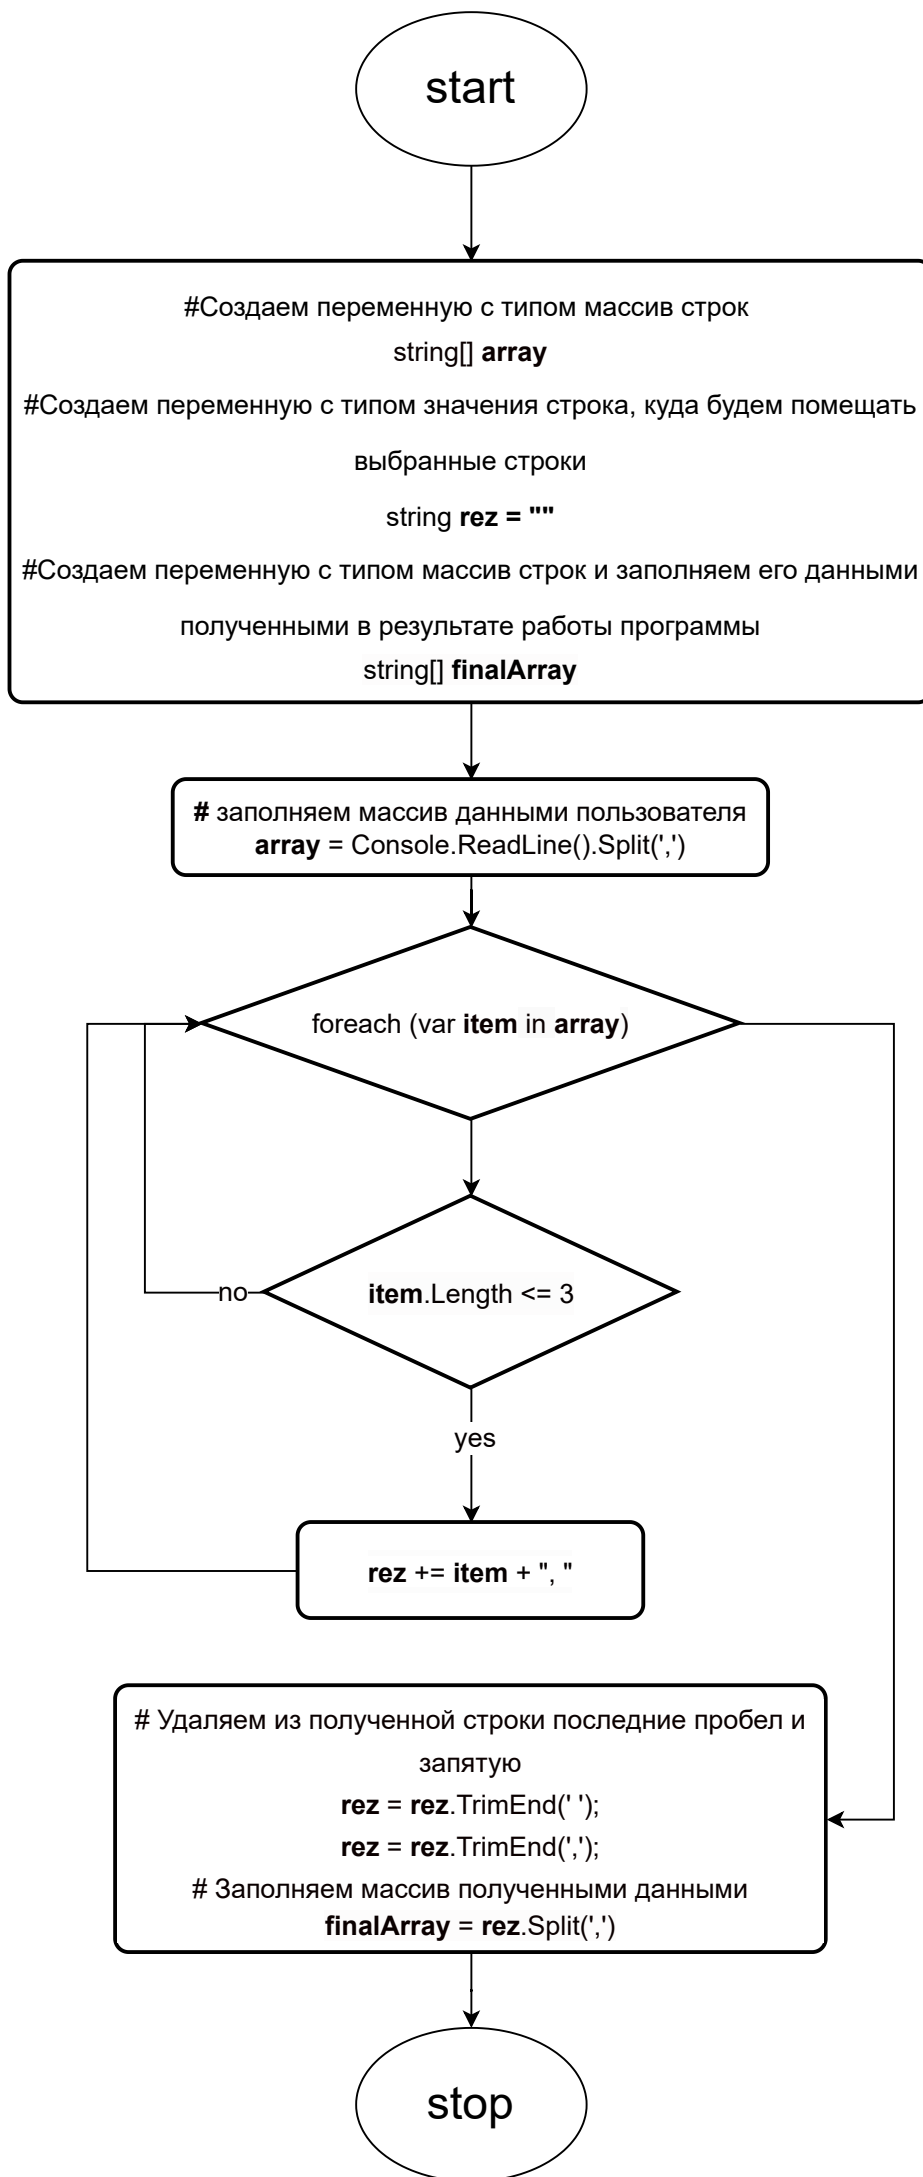 start
#Создаем переменную с типом массив строк
string[] array
#Создаем переменную с типом значения строка, куда будем помещать
выбранные строки
string rez = ""
#Создаем переменную с типом массив строк и заполняем его данными
полученными в результате работы программы
string[] finalArray
# заполняем массив данными пользователя
array = Console.ReadLine().Split(',')
foreach (var item in array)
no
item.Length <= 3
yes
rez += item + ", "
# Удаляем из полученной строки последние пробел и
запятую
rez = rez.TrimEnd(' ');
rez = rez.TrimEnd(',');
# Заполняем массив полученными данными
finalArray = rez.Split(',')
stop